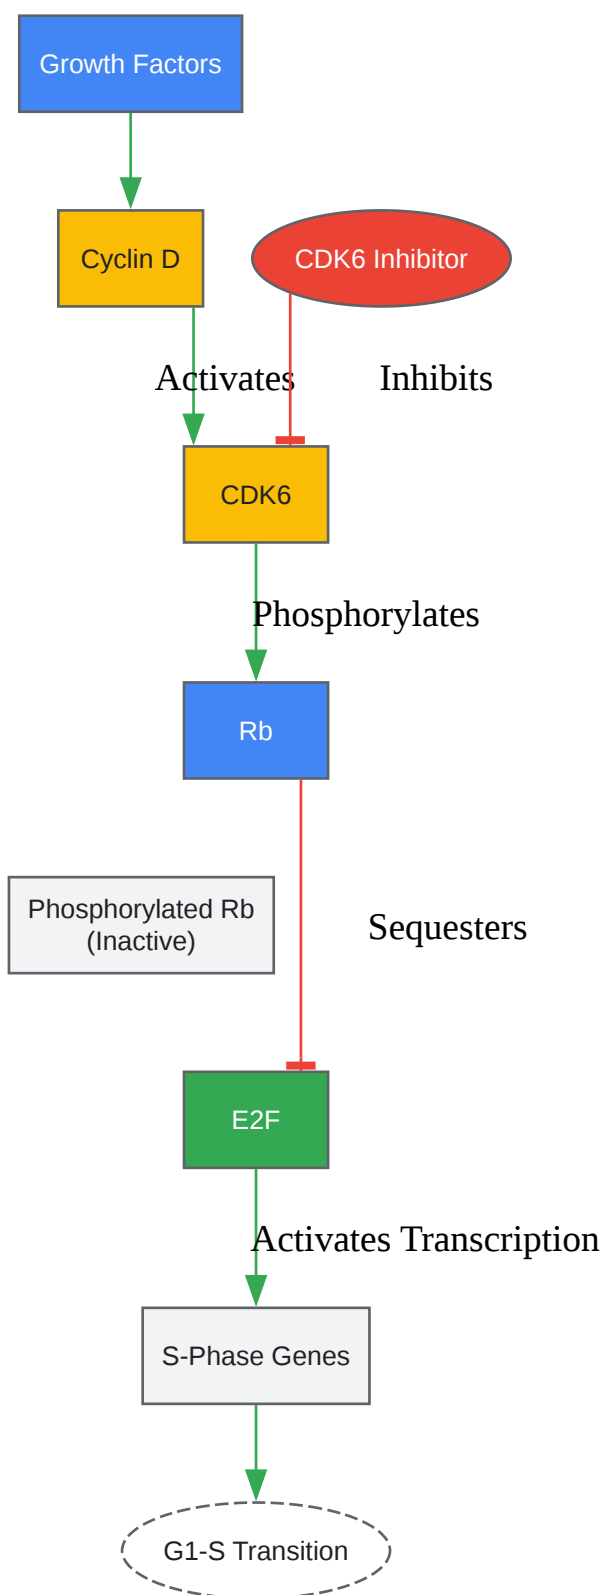 Growth Factors
Cyclin D
CDK6 Inhibitor
Activates
Inhibits
CDK6
Phosphorylates
Rb
Phosphorylated Rb
(Inactive)
Sequesters
E2F
Activates Transcription
S-Phase Genes
G1-S Transition